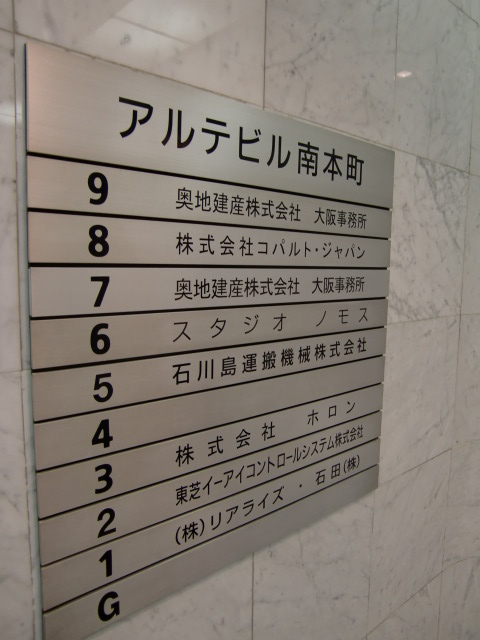 アルテビル南本町
9 奥地建産株式会社 大阪事務所
8 株式会社コパルト・ジャパン
7 奥地建産株式会社 大阪事務所
6 スタジオ ノモス
5 石川島運搬機械株式会社
4
3 株式会社 ホロン
2 東芝イーアイコントロールシステム株式会社
1 (株)リアライズ・石田(株)
G